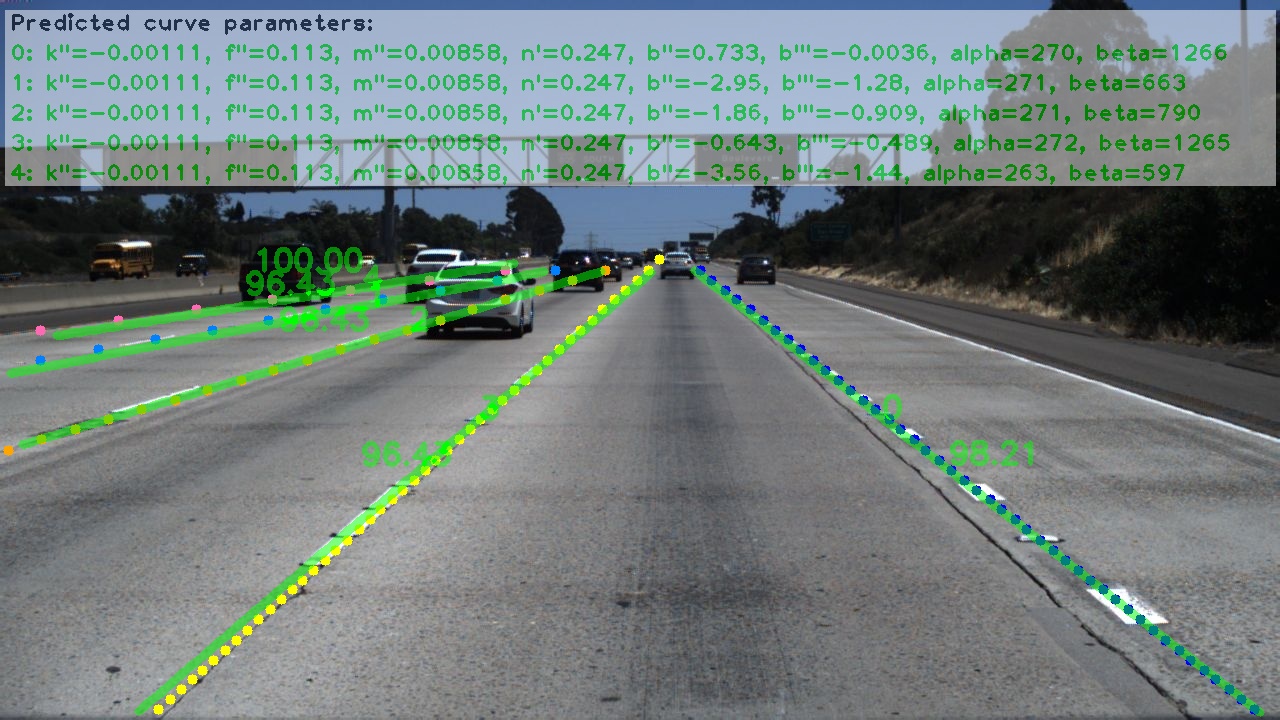 Predicted curve parameters:
0: k"=-0.00111, f"=0.113, m"=0.00858, n'=0.247, b"=0.733, b'''=-0.0036, alpha=270, beta=1266
1: k"=-0.00111, f"=0.113, m"=0.00858, n'=0.247, b"=-2.95, b'''=-1.28, alpha=271, beta=663
2: k"=-0.00111, f"=0.113, m"=0.00858, n'=0.247, b"=-1.86, b'''=-0.909, alpha=271, beta=790
3: k"=-0.00111, f"=0.113, m"=0.00858, n'=0.247, b"=-0.643, b'''=-0.489, alpha=272, beta=1265
4: k"=-0.00111, f"=0.113, m"=0.00858, n'=0.247, b"=-3.56, b'''=-1.44, alpha=263, beta=597
100.00
96.43
4
98.43
2
3
0
96.43
98.21